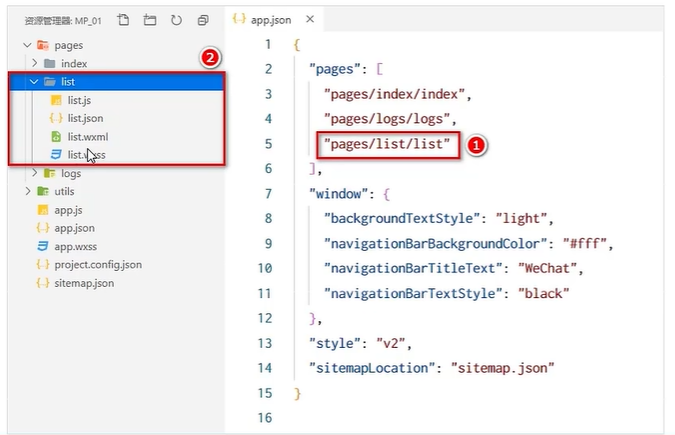 资源管理器: MP_01
pages
index
list
list.js
list.json
list.wxml
list.wxss
logs
utils
app.js
app.json
app.wxss
project.config.json
sitemap.json
2
app.json ×
1 {
2 "pages": [
3 "pages/index/index",
4 "pages/logs/logs",
5 "pages/list/list"
1
6 ],
7 "window": {
8 "backgroundTextStyle": "light",
9 "navigationBarBackgroundColor": "#fff",
10 "navigationBarTitleText": "WeChat",
11 "navigationBarTextStyle": "black"
12 },
13 "style": "v2",
14 "sitemapLocation": "sitemap.json"
15 }
16